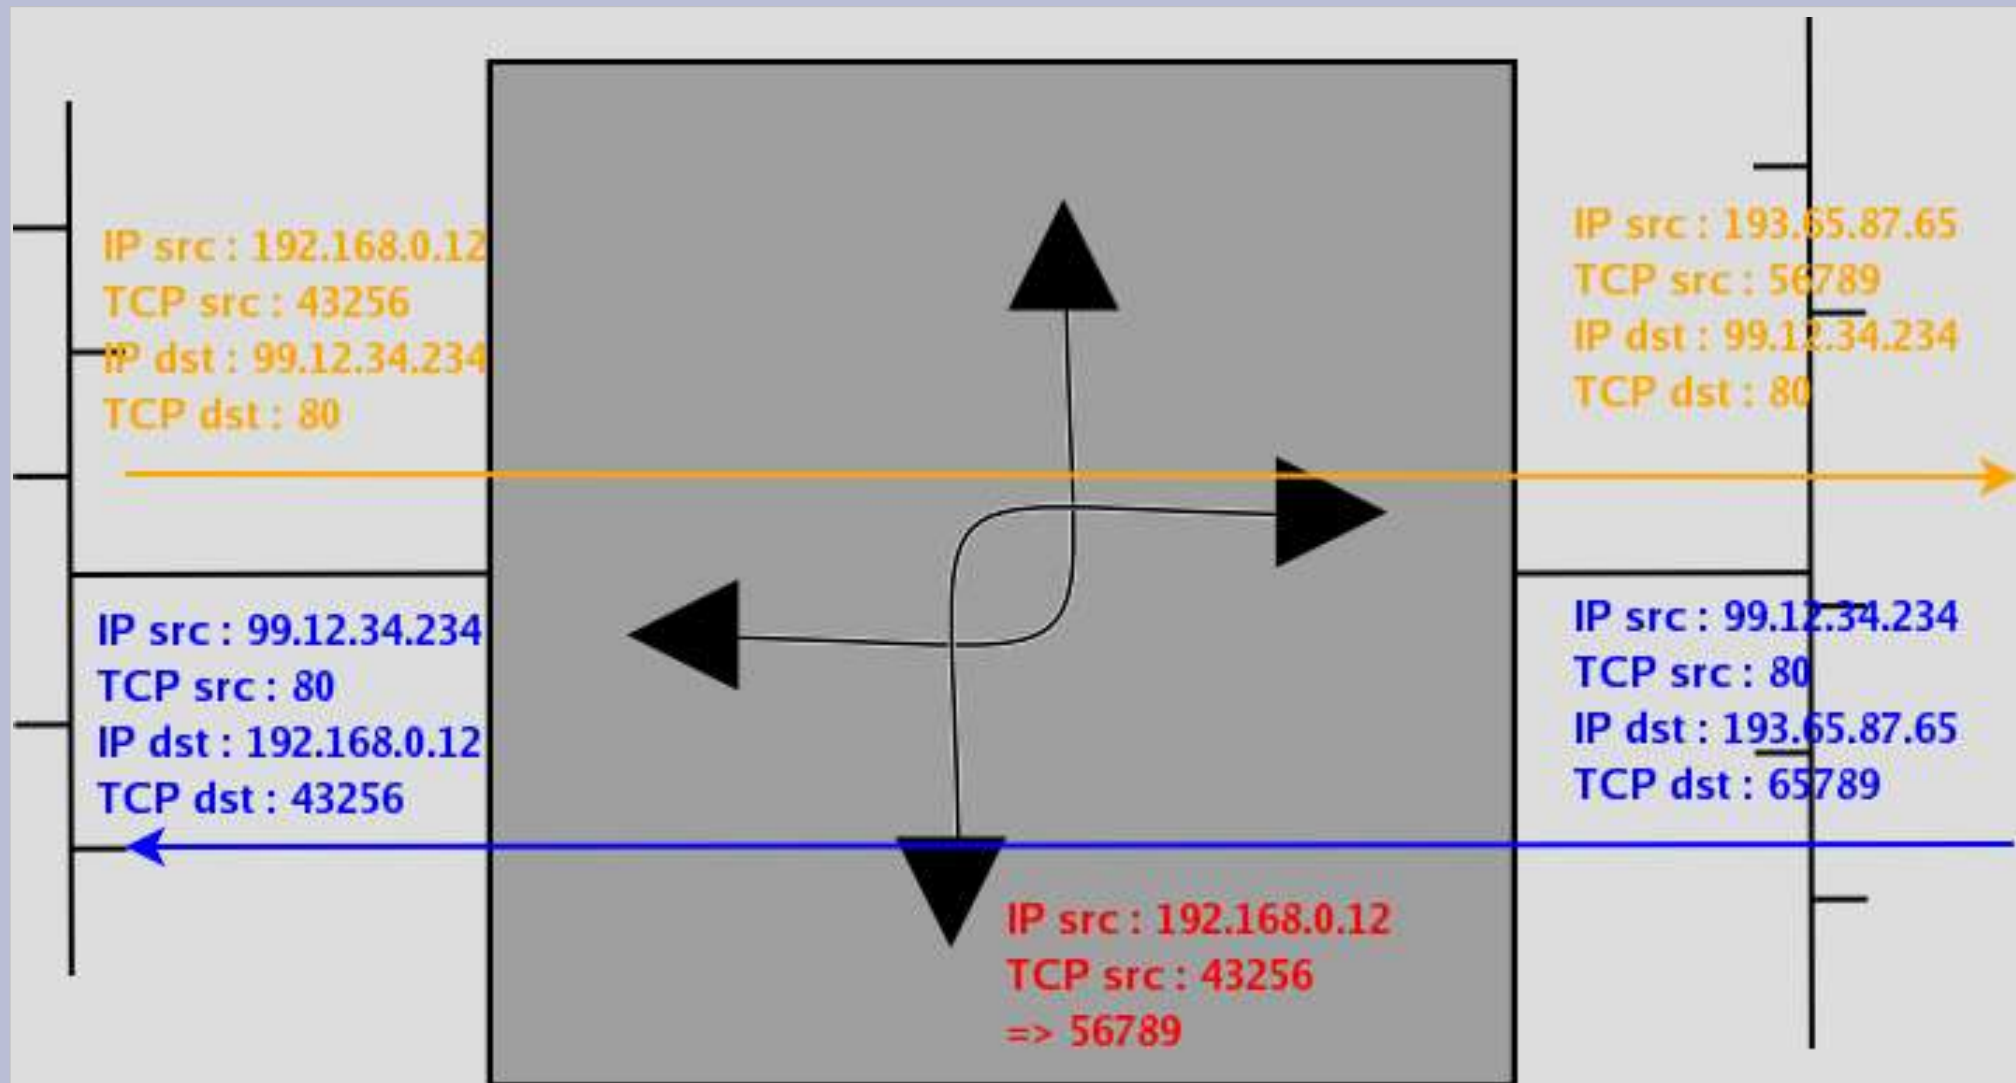 IP src : 192.168.0.12
TCP src : 43256
IP dst : 99.12.34.234
TCP dst : 80
IP src : 193.65.87.65
TCP src : 56789
IP dst : 99.12.34.234
TCP dst : 80
IP src : 99.12.34.234
TCP src : 80
IP dst : 192.168.0.12
TCP dst : 43256
IP src : 99.12.34.234
TCP src : 80
IP dst : 193.65.87.65
TCP dst : 65789
IP src : 192.168.0.12
TCP src : 43256
=> 56789